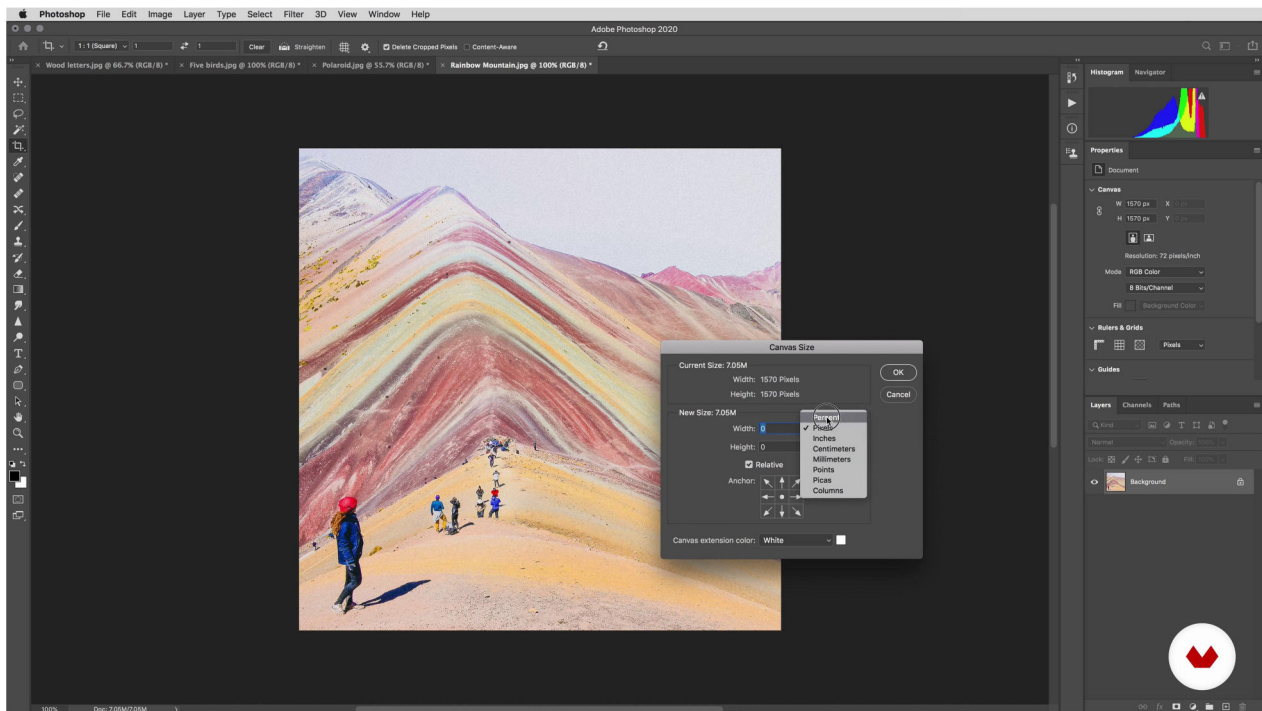 Photoshop File Edit Image Layer Type Select Filter 3D View Window Help
Adobe Photoshop 2020
1 : 1 (Square) 1 1 Clear Straighten Delete Cropped Pixels Content-Aware
× Wood letters.jpg @ 66.7% (RGB/8) * × Five birds.jpg @ 100% (RGB/8) * × Polaroid.jpg @ 55.7% (RGB/8) * × Rainbow Mountain.jpg @ 100% (RGB/8) *
Histogram Navigator
Properties
Document
Canvas
W 1570 px X
H 1570 px Y
Resolution: 72 pixels/inch
Mode RGB Color
8 Bits/Channel
Fill Background Color
Rulers & Grids
Pixels
Guides
Canvas Size
Current Size: 7.05M
Width: 1570 Pixels
Height: 1570 Pixels
OK
Cancel
New Size: 7.05M
Width: 0
Height: 0
Relative
Anchor:
Percent
✓ Pixels
Inches
Centimeters
Millimeters
Points
Picas
Columns
Canvas extension color: White
Layers Channels Paths
Kind
Normal Opacity: 100%
Lock: Fill: 100%
Background
100% Doc: 7.05M/7.05M
fx